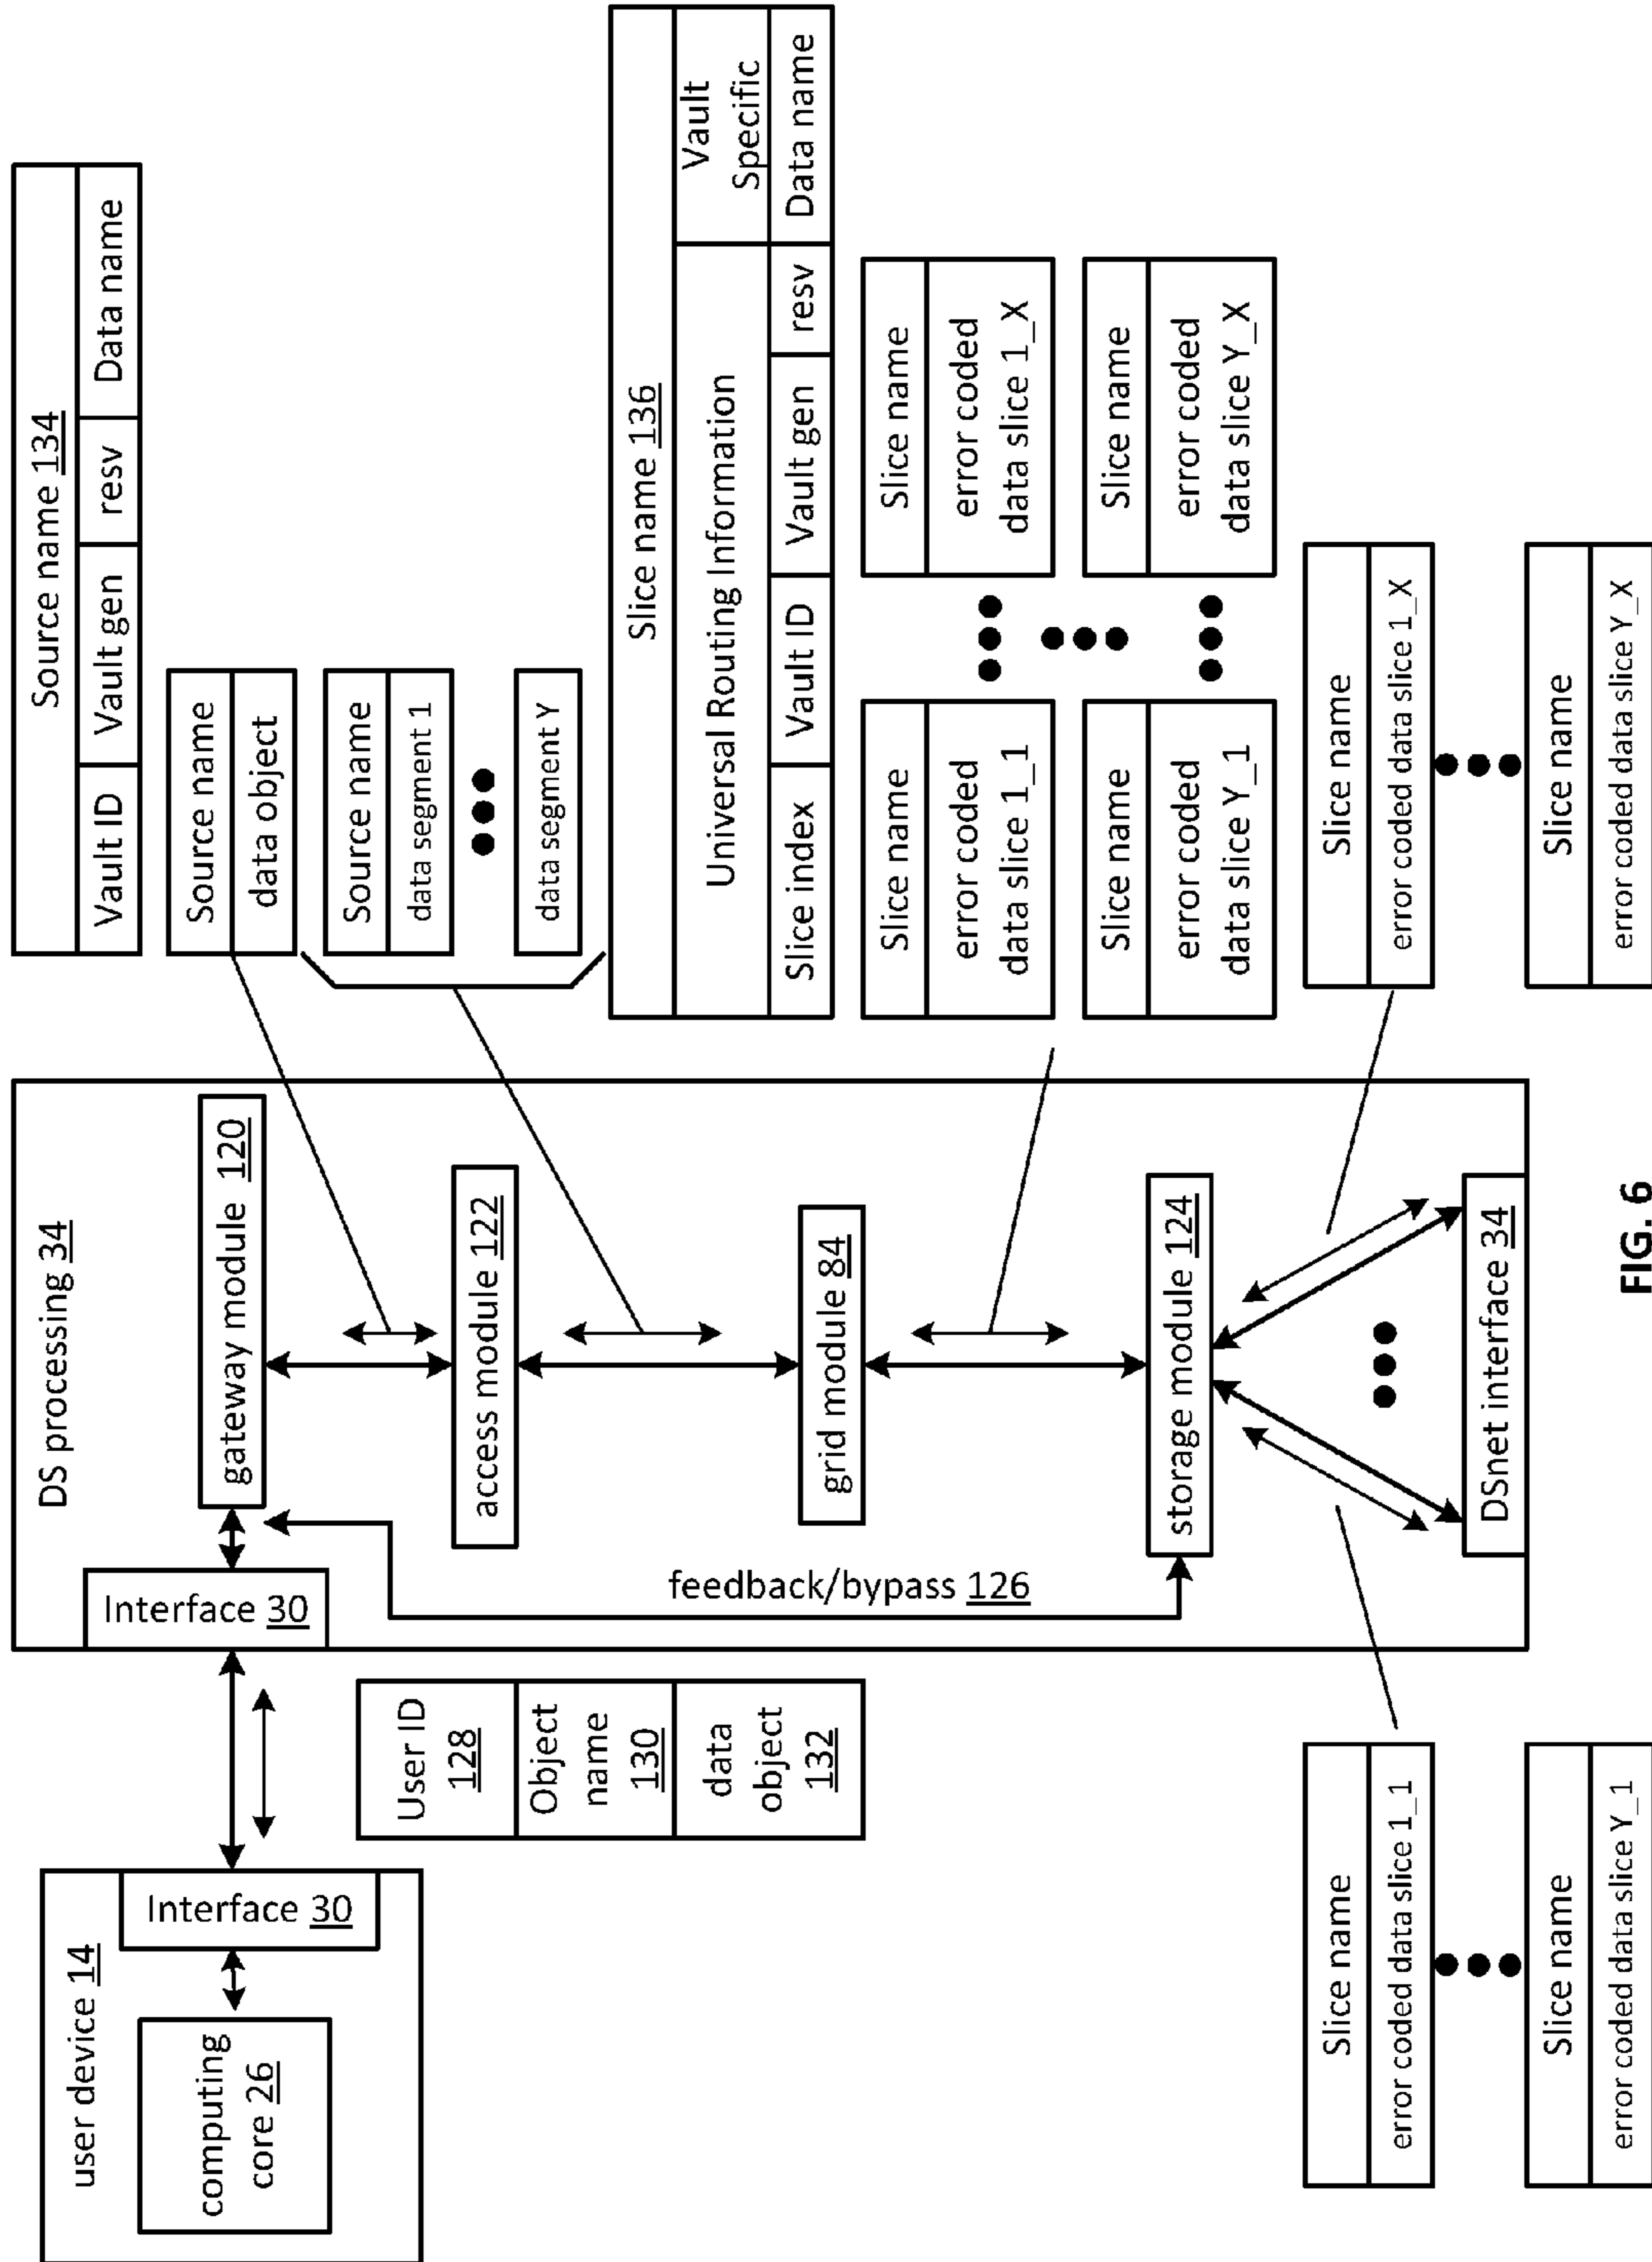 user device 14
computing
core 26
Interface 30
User ID
128
Object
name
130
data
object
132
DS processing 34
Interface 30
gateway module 120
access module 122
grid module 84
storage module 124
DSnet interface 34
feedback/bypass 126
Source name 134
Vault ID
Vault gen
resv
Data name
Source name
data object
Source name
data segment 1
data segment Y
Slice name 136
Universal Routing Information
Vault
Specific
Slice index
Vault ID
Vault gen
resv
Data name
Slice name
error coded
data slice 1_1
Slice name
error coded
data slice 1_X
Slice name
error coded
data slice Y_1
Slice name
error coded
data slice Y_X
Slice name
error coded data slice 1_1
Slice name
error coded data slice Y_1
Slice name
error coded data slice 1_X
Slice name
error coded data slice Y_X
FIG. 6